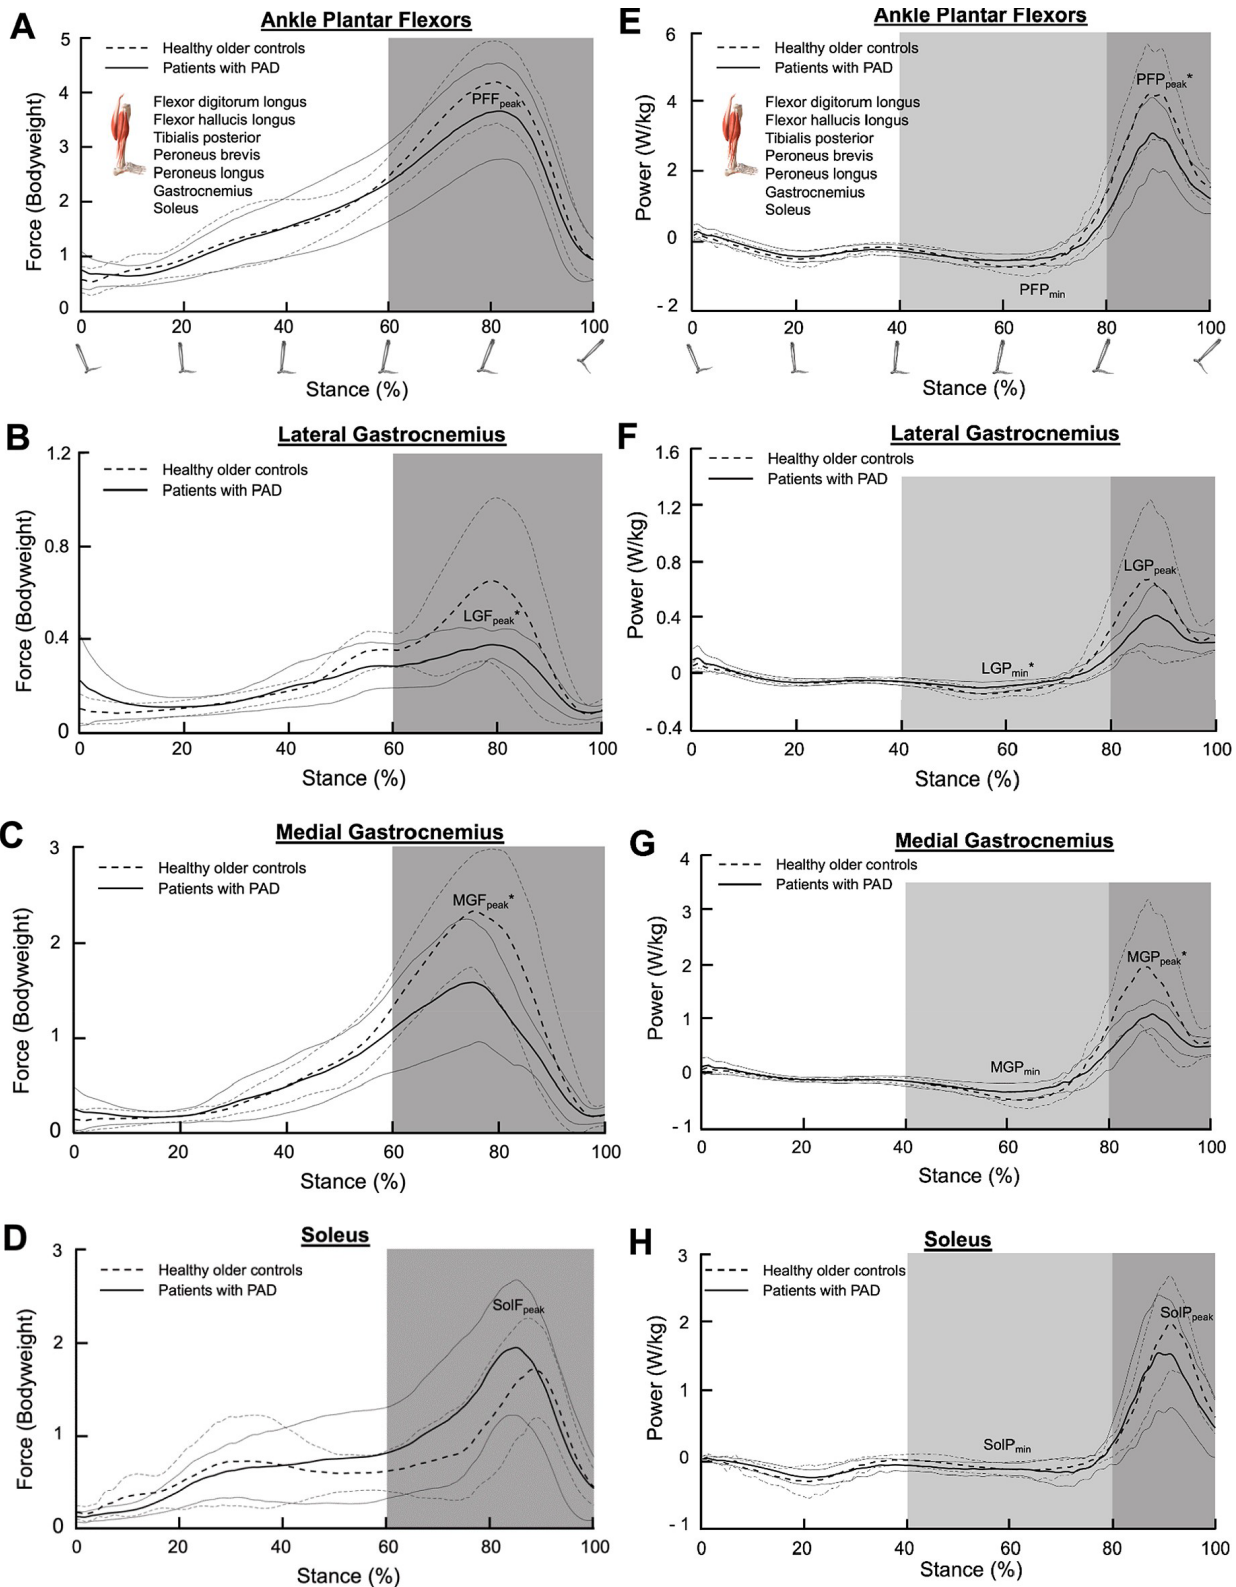 A
Ankle Plantar Flexors
Healthy older controls
Patients with PAD
Flexor digitorum longus
Flexor hallucis longus
Tibialis posterior
Peroneus brevis
Peroneus longus
Gastrocnemius
Soleus
PFFpeak
Force (Bodyweight)
5
4
3
2
1
0
0 20 40 60 80 100
Stance (%)
E
Ankle Plantar Flexors
Healthy older controls
Patients with PAD
Flexor digitorum longus
Flexor hallucis longus
Tibialis posterior
Peroneus brevis
Peroneus longus
Gastrocnemius
Soleus
PFPpeak*
PFPmin
Power (W/kg)
6
4
2
0
- 2
0 20 40 60 80 100
Stance (%)
B
Lateral Gastrocnemius
Healthy older controls
Patients with PAD
LGFpeak*
Force (Bodyweight)
1.2
0.8
0.4
0
0 20 40 60 80 100
Stance (%)
F
Lateral Gastrocnemius
Healthy older controls
Patients with PAD
LGPpeak
LGPmin*
Power (W/kg)
1.6
1.2
0.8
0.4
0
- 0.4
0 20 40 60 80 100
Stance (%)
C
Medial Gastrocnemius
Healthy older controls
Patients with PAD
MGFpeak*
Force (Bodyweight)
3
2
1
0
0 20 40 60 80 100
Stance (%)
G
Medial Gastrocnemius
Healthy older controls
Patients with PAD
MGPpeak*
MGPmin
Power (W/kg)
4
3
2
1
0
- 1
0 20 40 60 80 100
Stance (%)
D
Soleus
Healthy older controls
Patients with PAD
SolFpeak
Force (Bodyweight)
3
2
1
0
0 20 40 60 80 100
Stance (%)
H
Soleus
Healthy older controls
Patients with PAD
SolPpeak
SolPmin
Power (W/kg)
3
2
1
0
- 1
0 20 40 60 80 100
Stance (%)